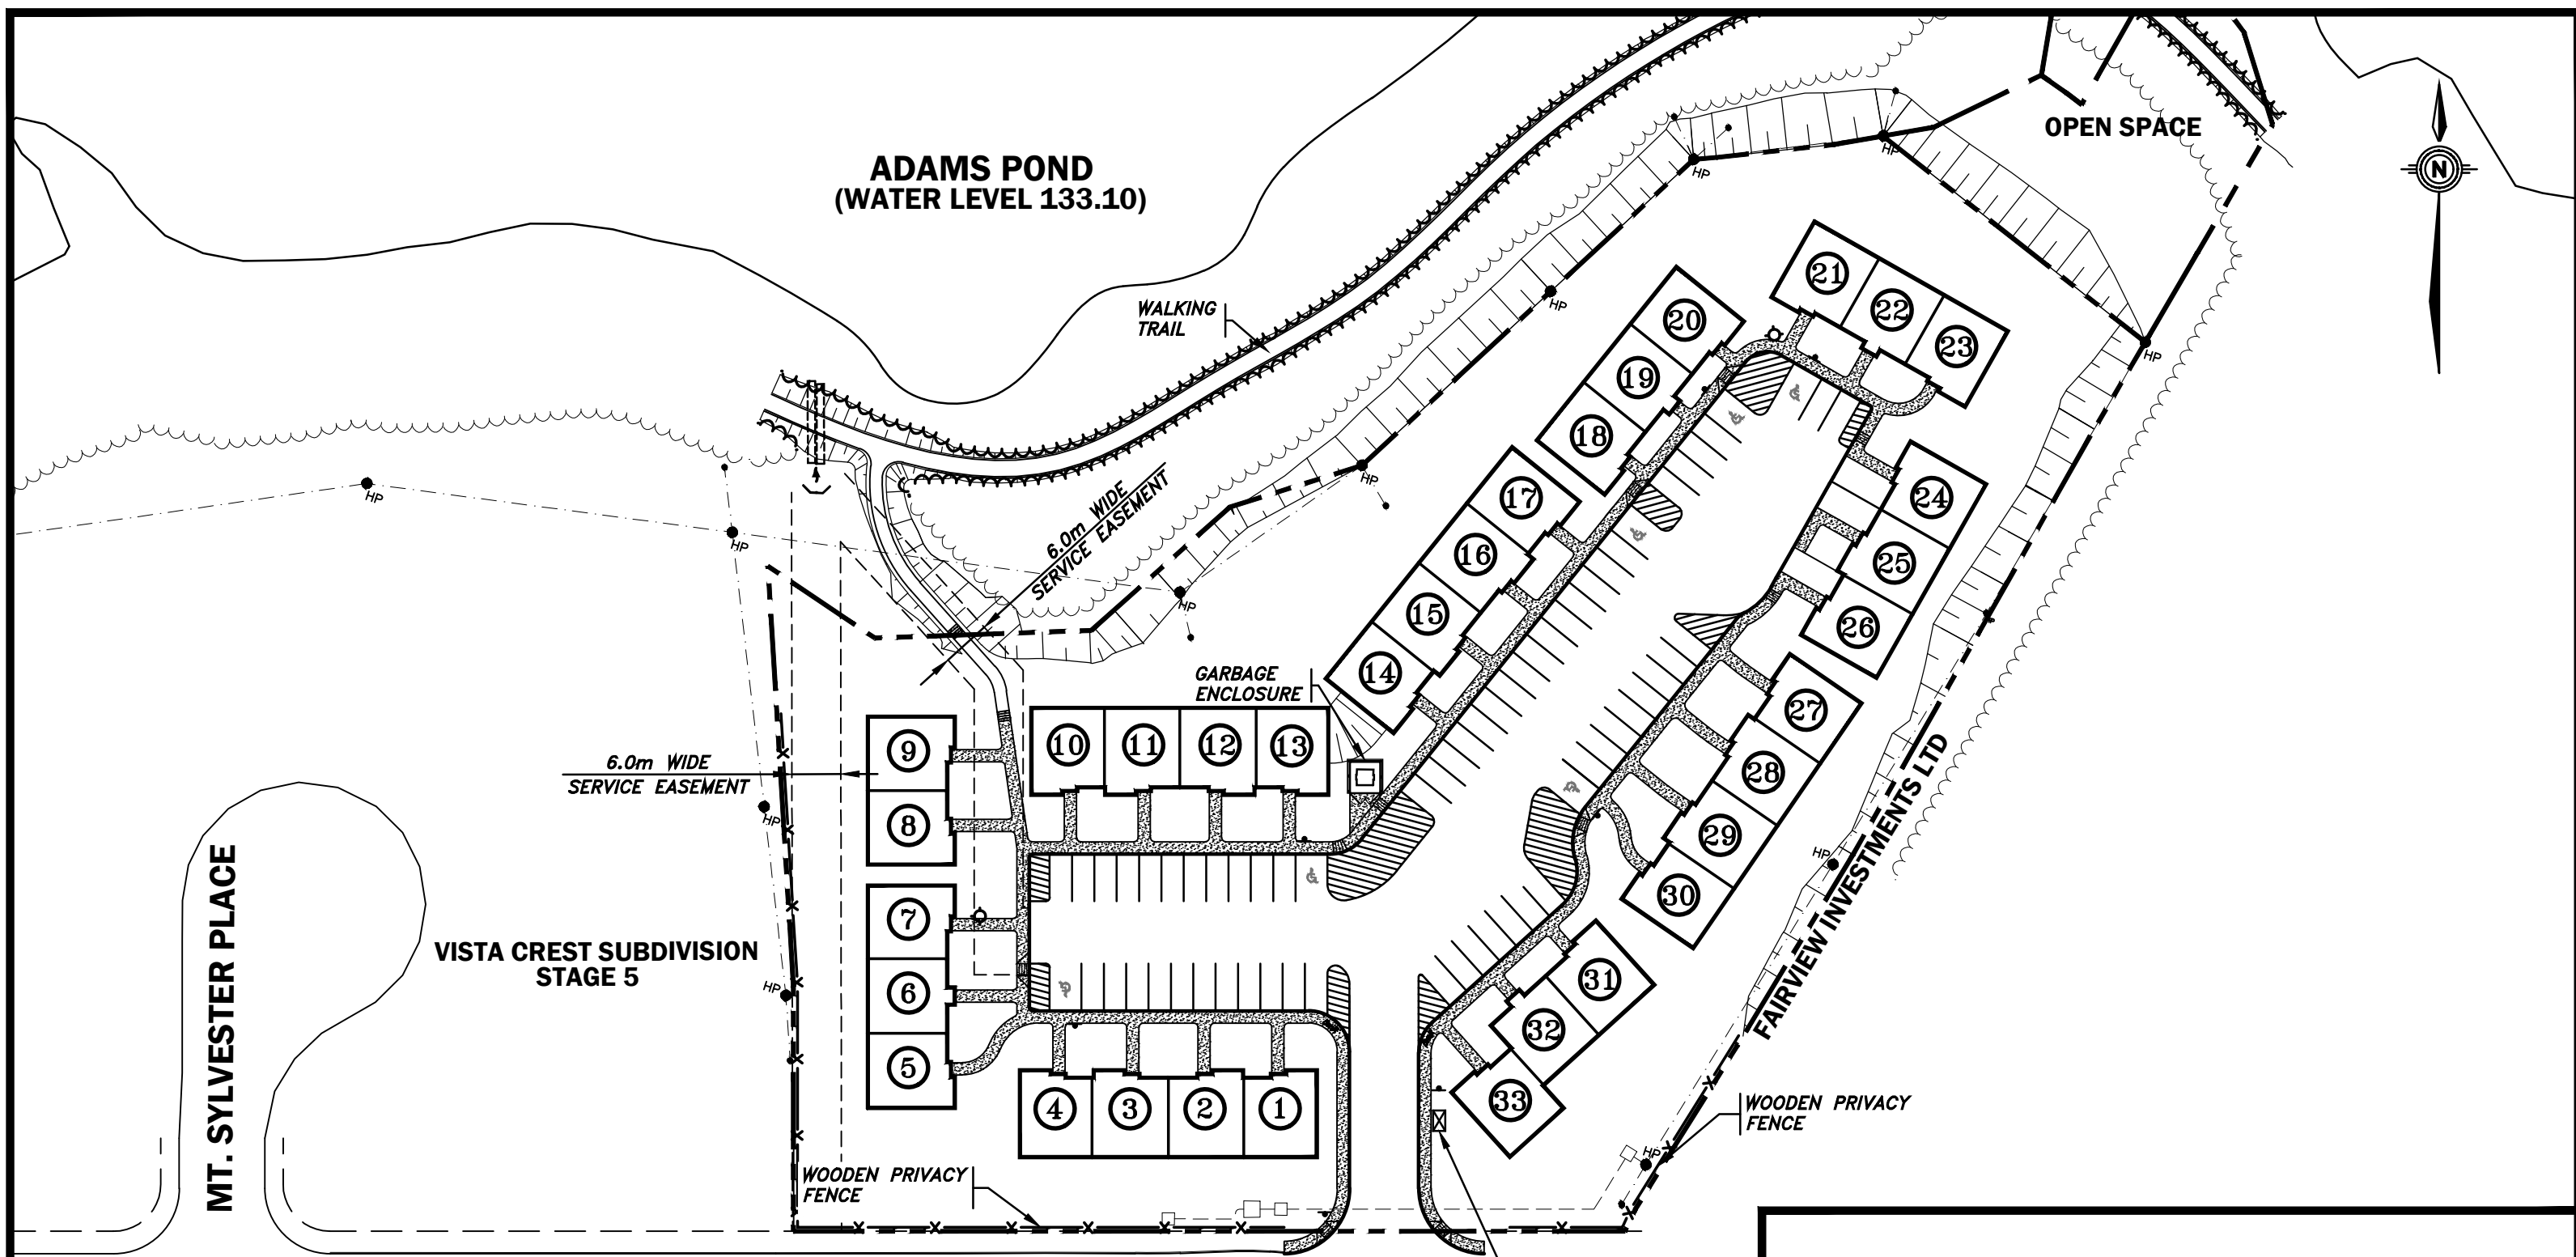 ADAMS POND
(WATER LEVEL 133.10)
OPEN SPACE
N
WALKING
TRAIL
6.0m WIDE
SERVICE EASEMENT
GARBAGE
ENCLOSURE
6.0m WIDE
SERVICE EASEMENT
MT. SYLVESTER PLACE
VISTA CREST SUBDIVISION
STAGE 5
FAIRVIEW INVESTMENTS LTD
WOODEN PRIVACY
FENCE
WOODEN PRIVACY
FENCE
HP
HP
HP
HP
HP
HP
HP
HP
HP
HP
HP
HP
21
22
23
20
19
18
17
16
15
14
24
25
26
27
28
29
30
31
32
33
10
11
12
13
9
8
7
6
5
4
3
2
1